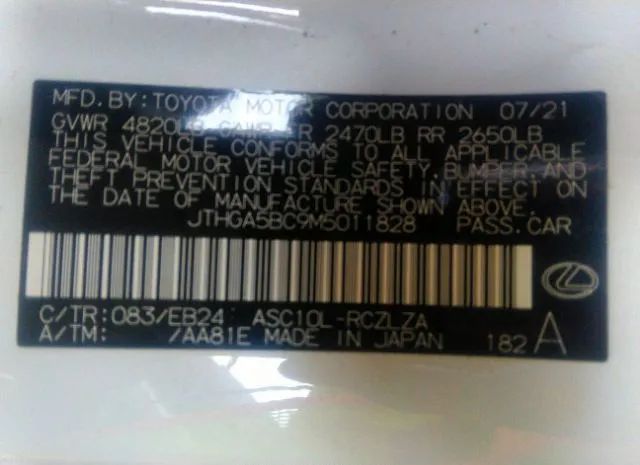 MFD. BY: TOYOTA MOTOR CORPORATION 07/21
GVWR 4820LB GAWR FR 2470LB RR 2650LB
THIS VEHICLE CONFORMS TO ALL APPLICABLE
FEDERAL MOTOR VEHICLE SAFETY, BUMPER, AND
THEFT PREVENTION STANDARDS IN EFFECT ON
THE DATE OF MANUFACTURE SHOWN ABOVE.
JTHGA5BC9M5011828 PASS.CAR
C/TR: 083/EB24 ASC10L-RCZLZA
A/TM: /AA81E MADE IN JAPAN 182 A